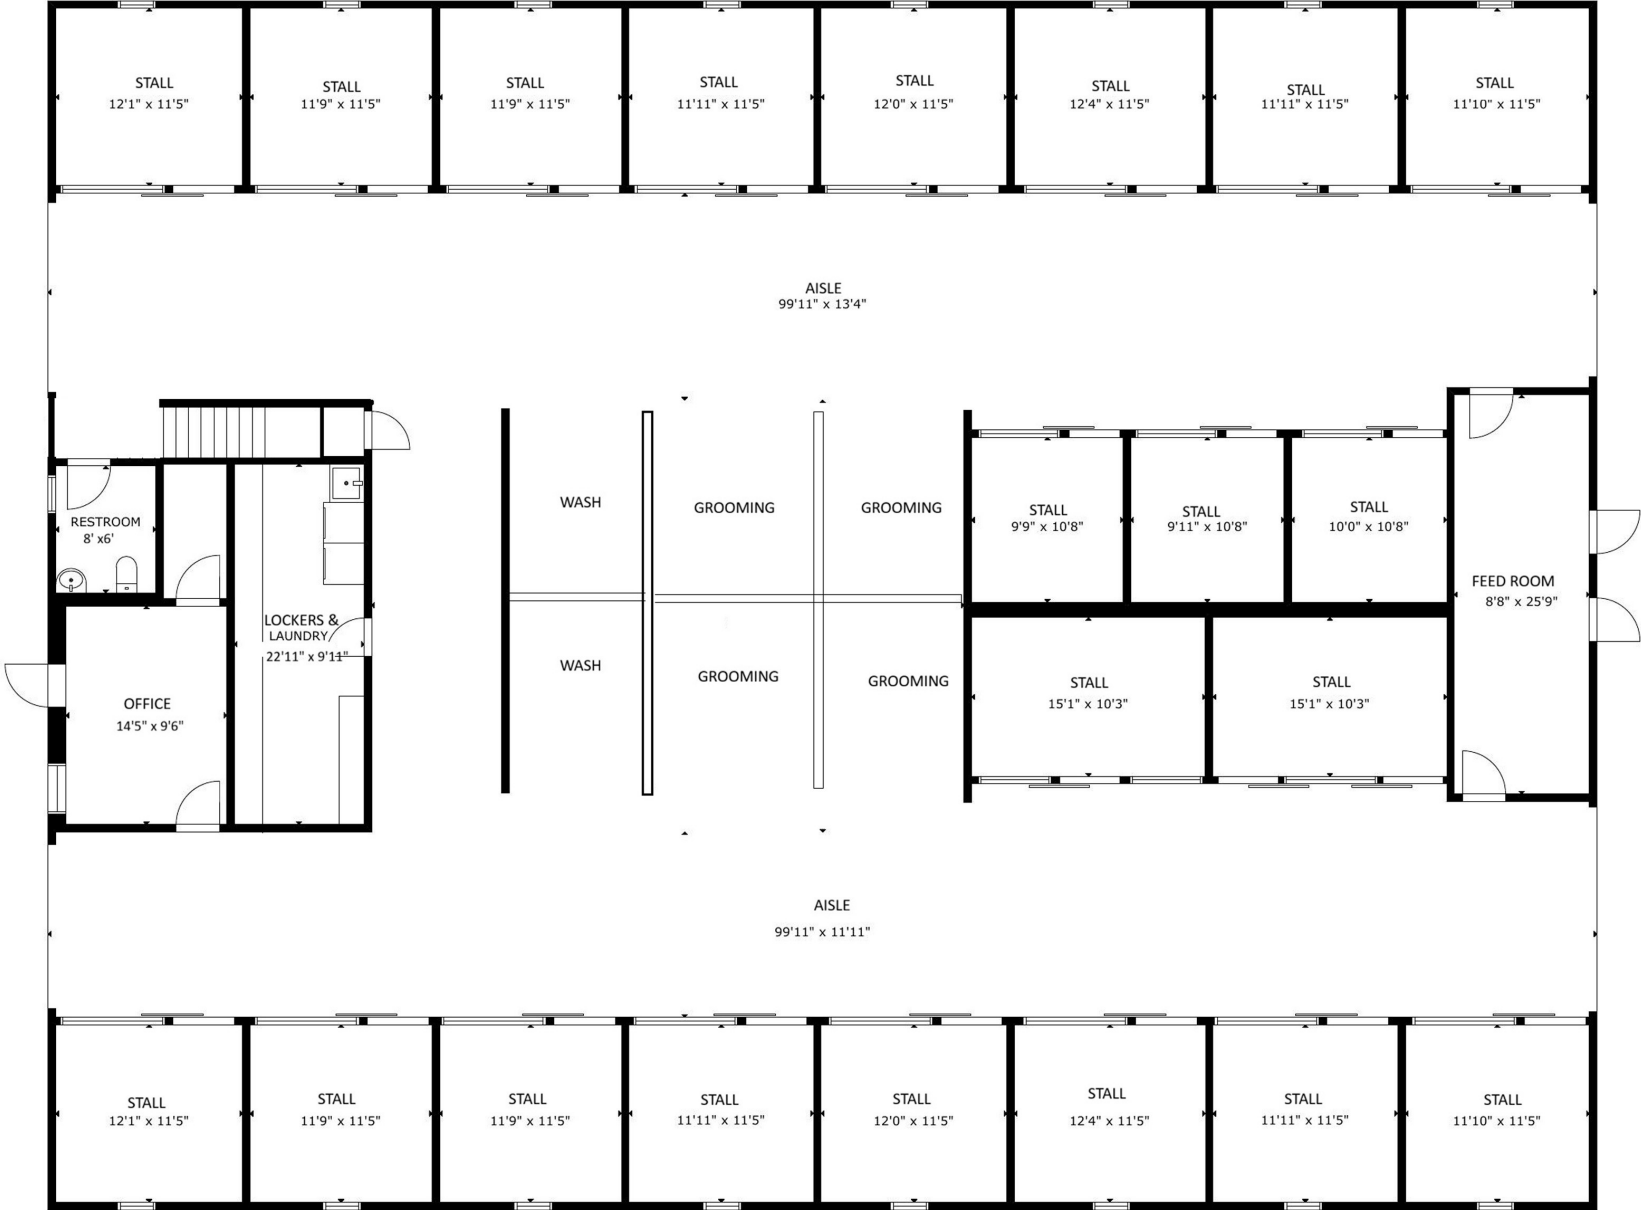 STALL
12'1" x 11'5"
STALL
11'9" x 11'5"
STALL
11'9" x 11'5"
STALL
11'11" x 11'5"
STALL
12'0" x 11'5"
STALL
12'4" x 11'5"
STALL
11'11" x 11'5"
STALL
11'10" x 11'5"
AISLE
99'11" x 13'4"
RESTROOM
8' x6'
LOCKERS &
LAUNDRY
22'11" x 9'11"
OFFICE
14'5" x 9'6"
WASH
GROOMING
GROOMING
WASH
GROOMING
GROOMING
STALL
9'9" x 10'8"
STALL
9'11" x 10'8"
STALL
10'0" x 10'8"
FEED ROOM
8'8" x 25'9"
STALL
15'1" x 10'3"
STALL
15'1" x 10'3"
AISLE
99'11" x 11'11"
STALL
12'1" x 11'5"
STALL
11'9" x 11'5"
STALL
11'9" x 11'5"
STALL
11'11" x 11'5"
STALL
12'0" x 11'5"
STALL
12'4" x 11'5"
STALL
11'11" x 11'5"
STALL
11'10" x 11'5"